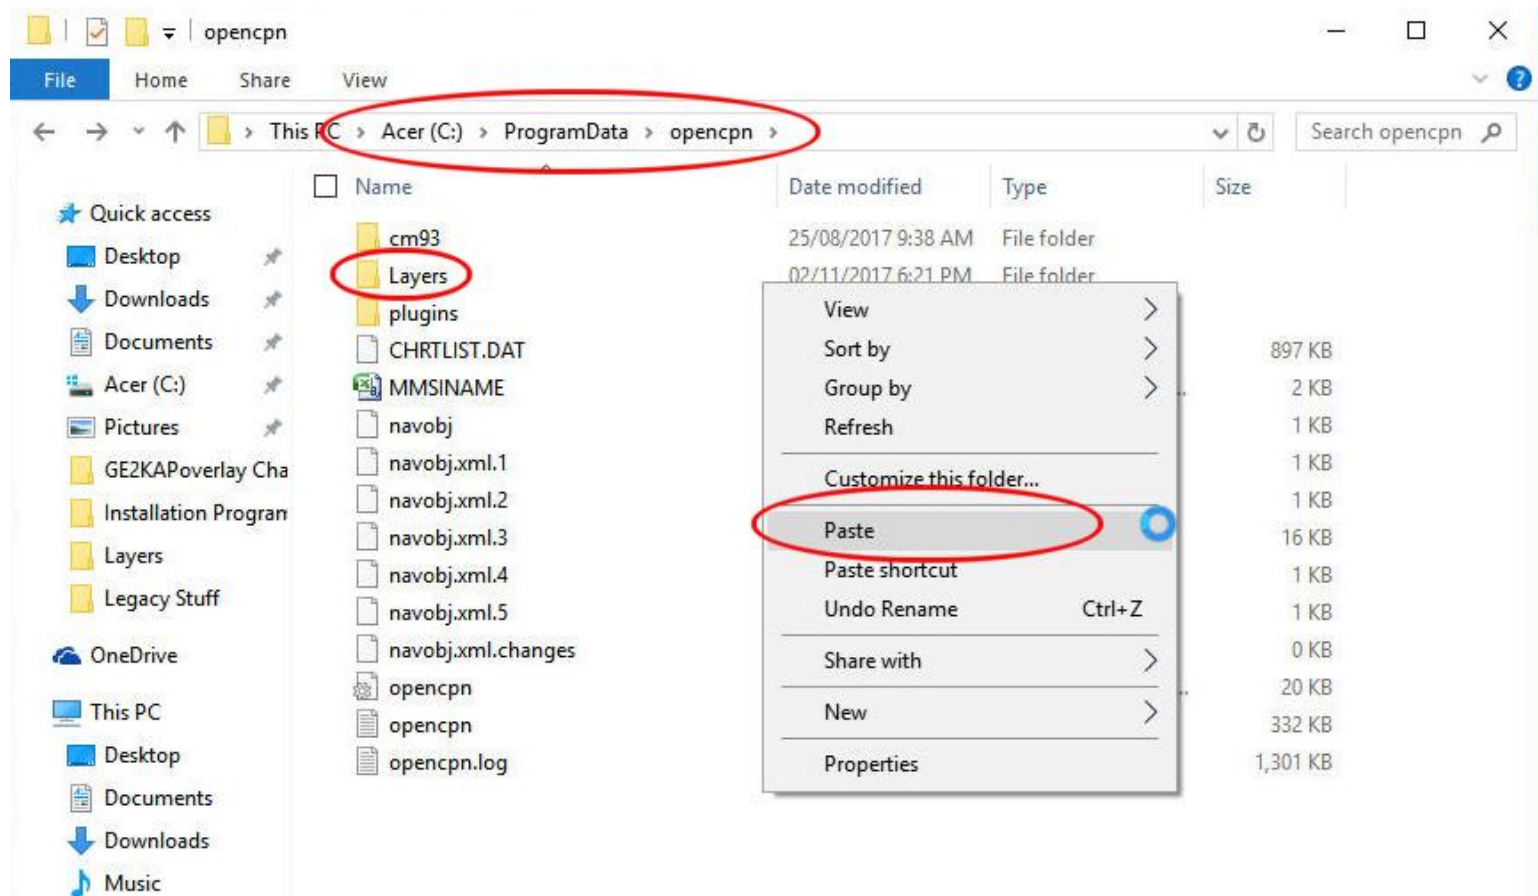 opencpn
File Home Share View
This PC > Acer (C:) > ProgramData > opencpn >
Search opencpn
Name Date modified Type Size
Quick access
Desktop
Downloads
Documents
Acer (C:)
Pictures
GE2KAPoverlay Cha
Installation Program
Layers
Legacy Stuff
OneDrive
This PC
Desktop
Documents
Downloads
Music
cm93 25/08/2017 9:38 AM File folder
Layers 02/11/2017 6:21 PM File folder
plugins
CHRTLIST.DAT 897 KB
MMSINAME 2 KB
navobj 1 KB
navobj.xml.1 1 KB
navobj.xml.2 1 KB
navobj.xml.3 16 KB
navobj.xml.4 1 KB
navobj.xml.5 1 KB
navobj.xml.changes 0 KB
opencpn 20 KB
opencpn 332 KB
opencpn.log 1,301 KB
View
Sort by
Group by
Refresh
Customize this folder...
Paste
Paste shortcut
Undo Rename Ctrl+Z
Share with
New
Properties